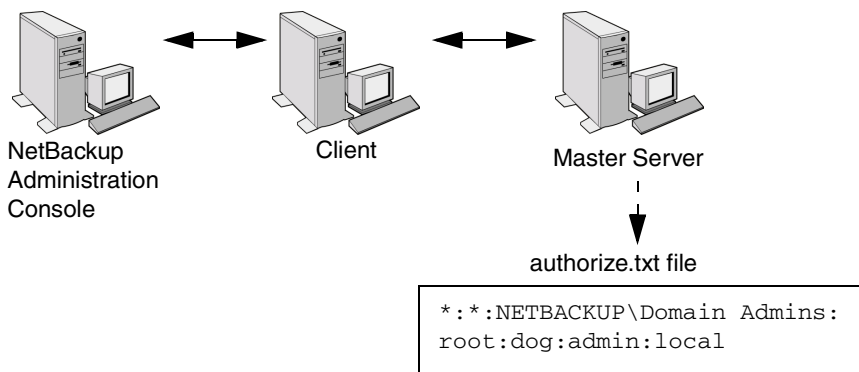 NetBackup
Administration
Console
Client
Master Server
authorize.txt file
*:*:NETBACKUP\Domain Admins:
root:dog:admin:local